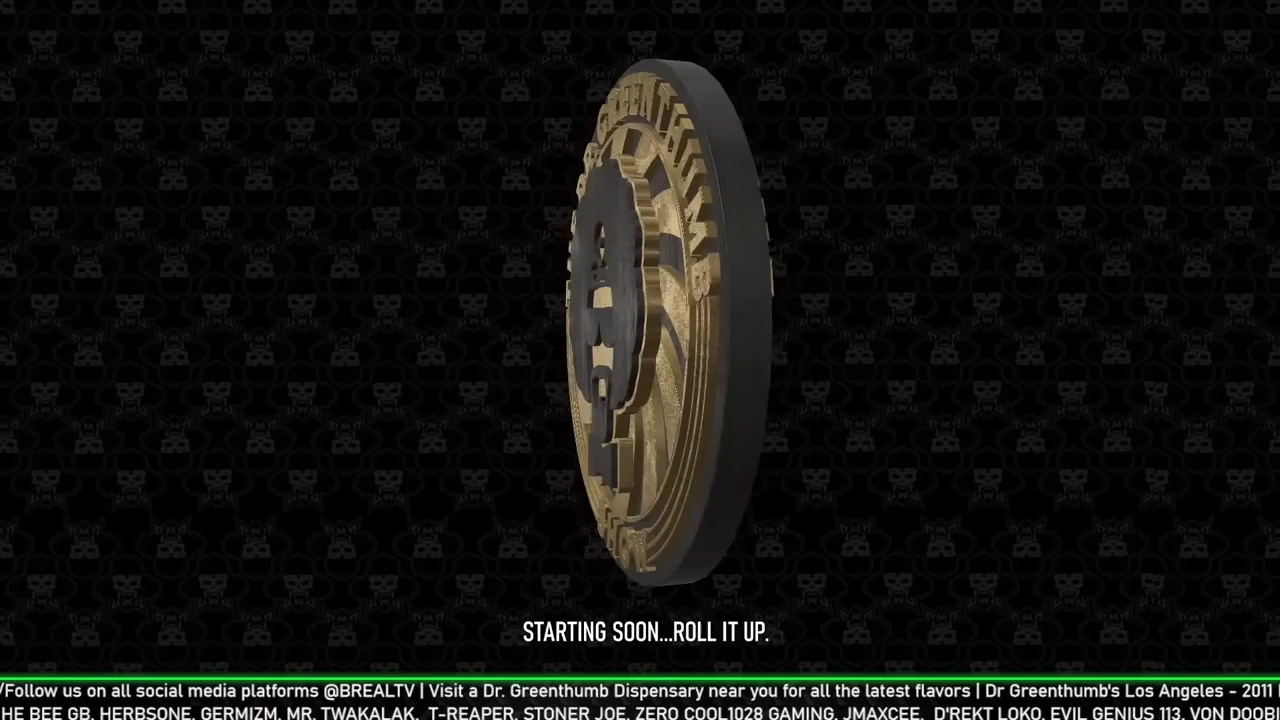 GREENTHUMB
STARTING SOON...ROLL IT UP.
/Follow us on all social media platforms @BREALTV | Visit a Dr. Greenthumb Dispensary near you for all the latest flavors | Dr Greenthumb's Los Angeles - 2011
HE BEE GB, HERBSONE, GERMIZM, MR. TWAKALAK, T-REAPER, STONER JOE, ZERO COOL1028 GAMING, JMAXCEE, D'REKT LOKO, EVIL GENIUS 113, VON DOOB